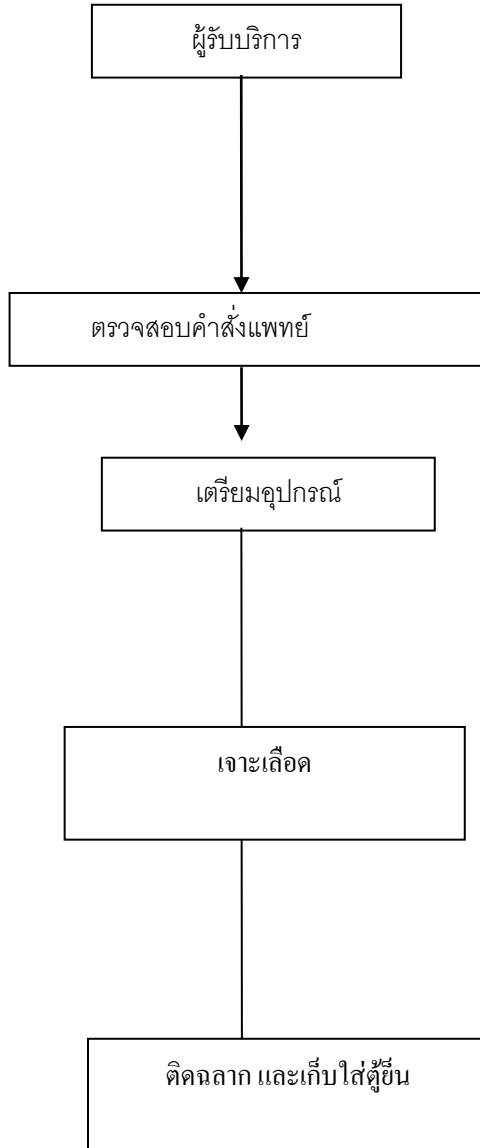 ผู้รับบริการ
ตรวจสอบคำสั่งแพทย์
เตรียมอุปกรณ์
เจาะเลือด
ติดฉลาก และเก็บใส่ตู้ย็น